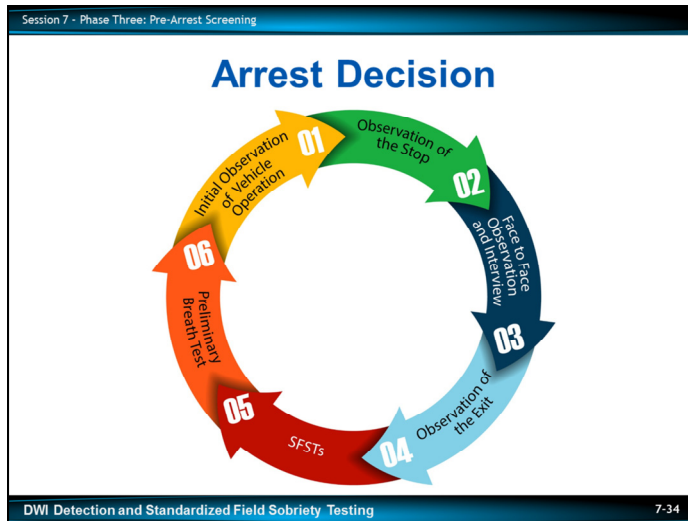 Session 7 - Phase Three: Pre-Arrest Screening
Arrest Decision
01
Initial Observation
of Vehicle
Operation
02
Observation of
the Stop
03
Face to Face
Observation
and Interview
04
Observation of
the Exit
05
SFSTs
06
Preliminary
Breath Test
DWI Detection and Standardized Field Sobriety Testing
7-34